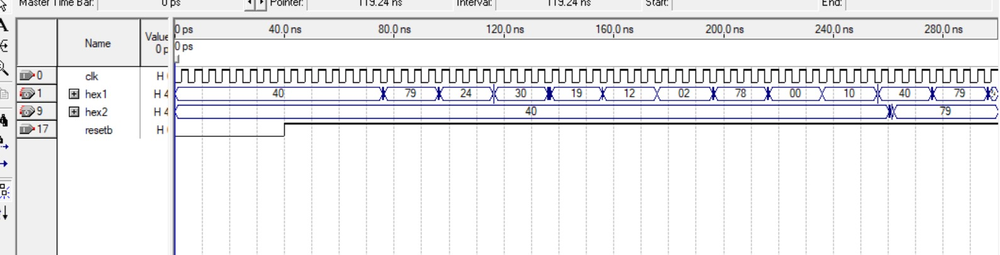 Master Time Bar: 0 ps Pointer: 119.24 ns Interval: 119.24 ns Start: End:
Name Value 0 p
0 ps 40.0 ns 80.0 ns 120.0 ns 160.0 ns 200.0 ns 240.0 ns 280.0 ns
0 ps
0 clk H
1 hex1 H 4 40 79 24 30 19 12 02 78 00 10 40 79
9 hex2 H 4 40 79
17 resetb H